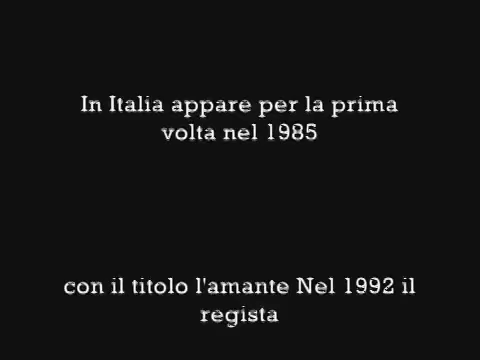 In Italia appare per la prima
volta nel 1985
con il titolo l'amante Nel 1992 il
regista